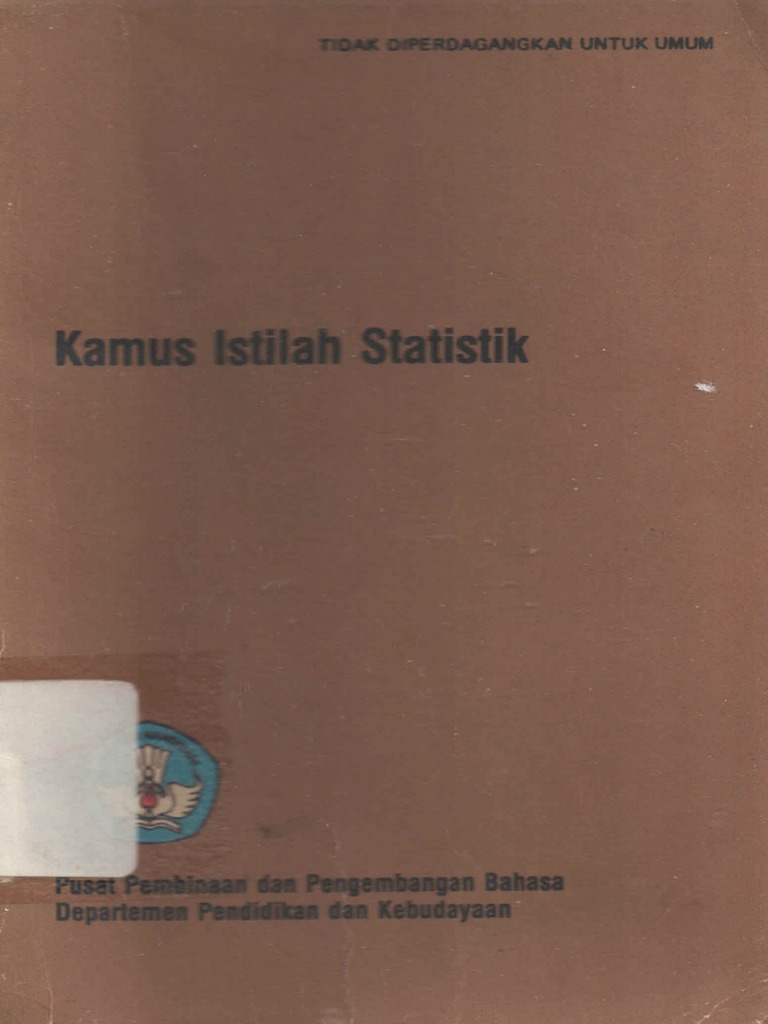 TIDAK DIPERDAGANGKAN UNTUK UMUM
Kamus Istilah Statistik
Pusat Pembinaan dan Pengembangan Bahasa
Departemen Pendidikan dan Kebudayaan